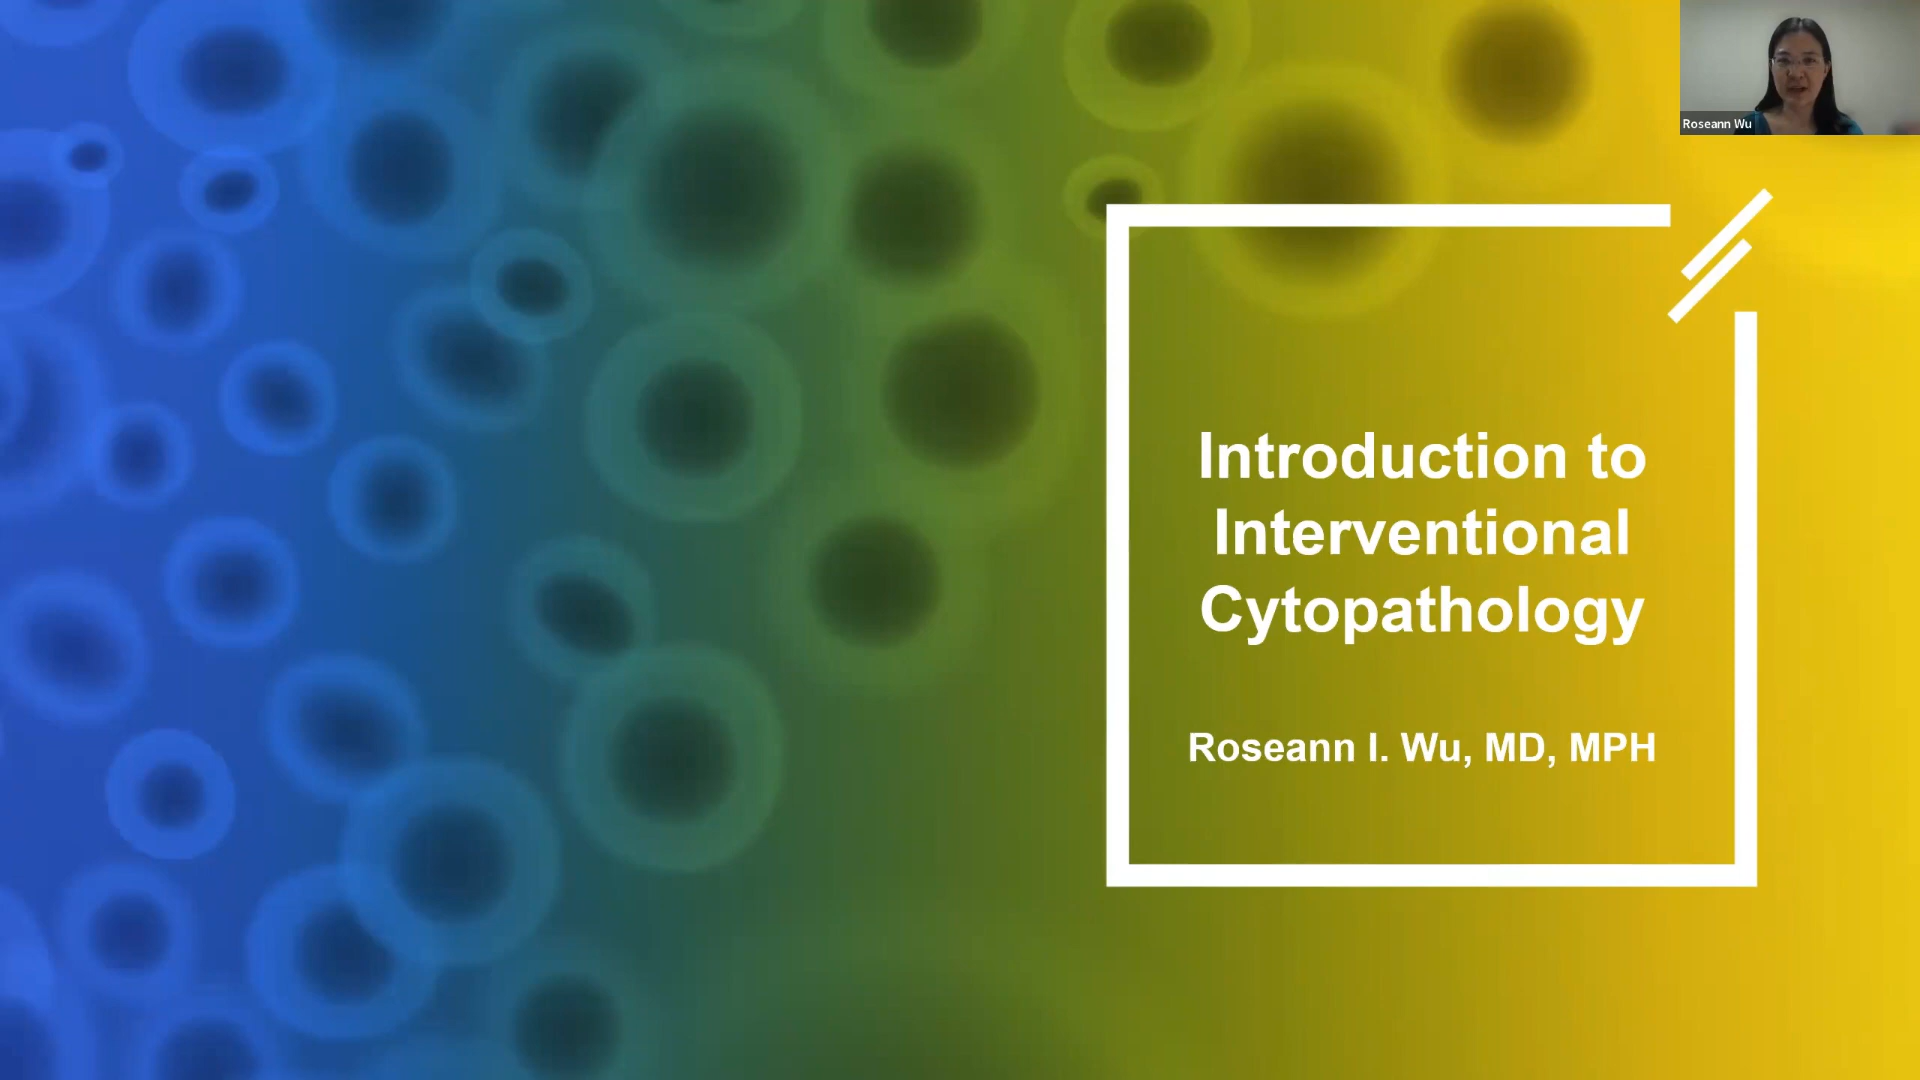 Roseann Wu
Introduction to
Interventional
Cytopathology
Roseann I. Wu, MD, MPH